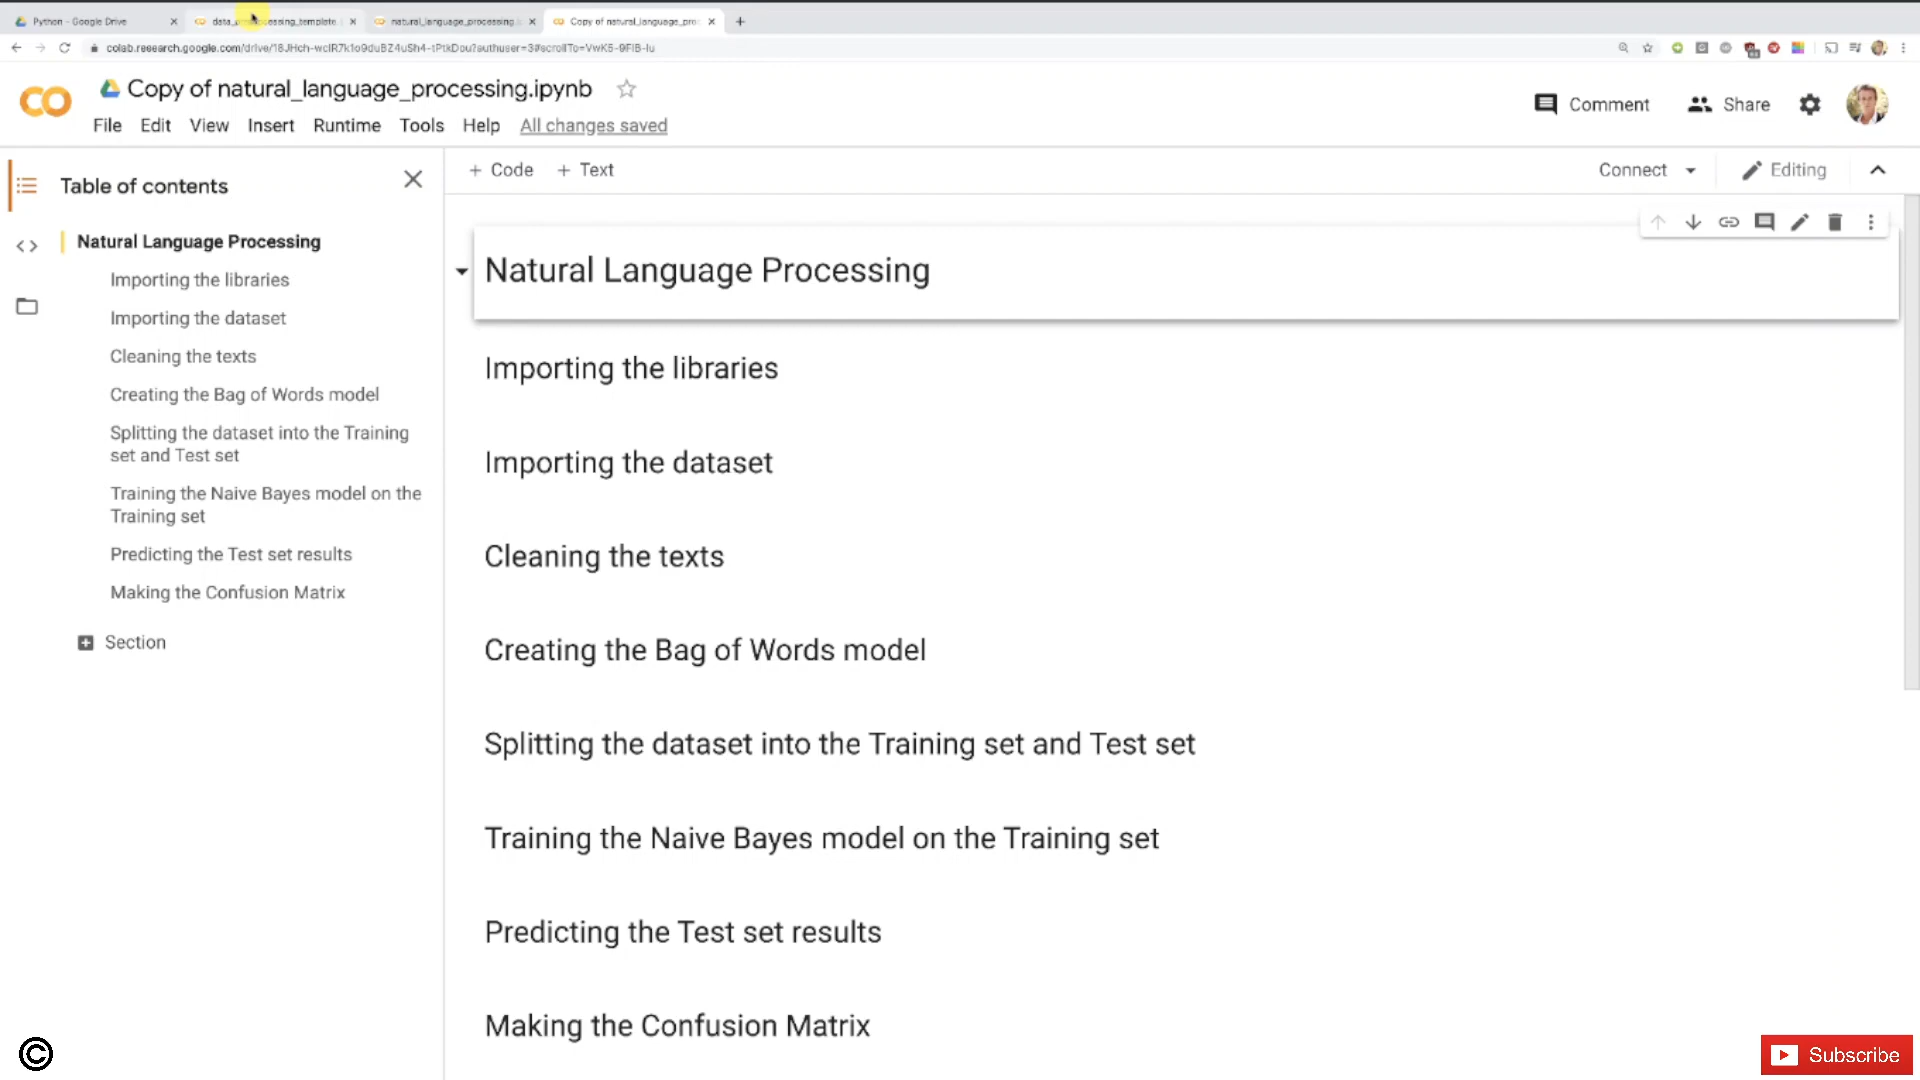 Python - Google Drive
data_preprocessing_template.
natural_language_processing.i
Copy of natural_language_pro
colab.research.google.com/drive/
Copy of natural_language_processing.ipynb
File Edit View Insert Runtime Tools Help All changes saved
Comment
Share
Table of contents
+ Code + Text
Connect
Editing
Natural Language Processing
Importing the libraries
Importing the dataset
Cleaning the texts
Creating the Bag of Words model
Splitting the dataset into the Training
set and Test set
Training the Naive Bayes model on the
Training set
Predicting the Test set results
Making the Confusion Matrix
Section
Natural Language Processing
Importing the libraries
Importing the dataset
Cleaning the texts
Creating the Bag of Words model
Splitting the dataset into the Training set and Test set
Training the Naive Bayes model on the Training set
Predicting the Test set results
Making the Confusion Matrix
©
Subscribe